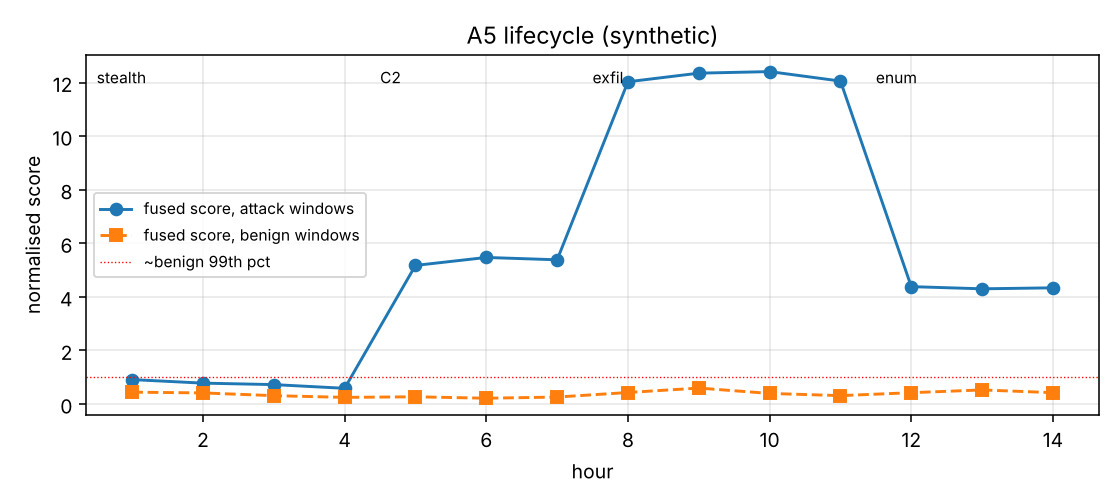 A5 lifecycle (synthetic)
stealth
C2
exfil
enum
normalised score
12
10
8
6
4
2
0
fused score, attack windows
fused score, benign windows
~benign 99th pct
2
4
6
8
10
12
14
hour